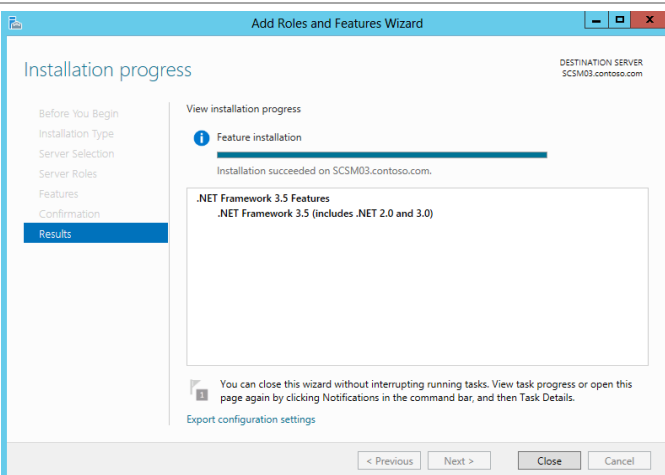 Add Roles and Features Wizard
Installation progress
DESTINATION SERVER
SCSM03.contoso.com
Before You Begin
Installation Type
Server Selection
Server Roles
Features
Confirmation
Results
View installation progress
Feature installation
Installation succeeded on SCSM03.contoso.com.
.NET Framework 3.5 Features
.NET Framework 3.5 (includes .NET 2.0 and 3.0)
1
You can close this wizard without interrupting running tasks. View task progress or open this
page again by clicking Notifications in the command bar, and then Task Details.
Export configuration settings
< Previous
Next >
Close
Cancel